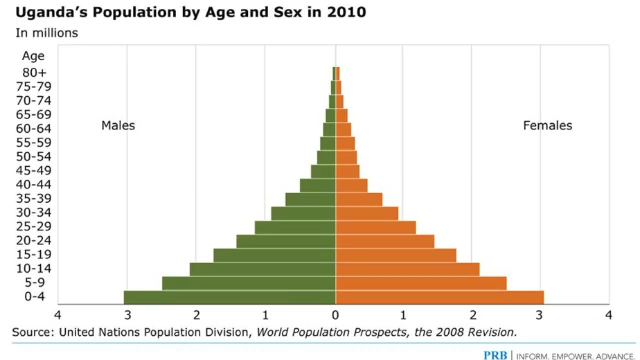 Uganda's Population by Age and Sex in 2010
In millions
Age
80+
75-79
70-74
65-69
60-64
55-59
50-54
45-49
40-44
35-39
30-34
25-29
20-24
15-19
10-14
5-9
0-4
Males
Females
4 3 2 1 0 1 2 3 4
Source: United Nations Population Division, World Population Prospects, the 2008 Revision.
PRB | INFORM. EMPOWER. ADVANCE.